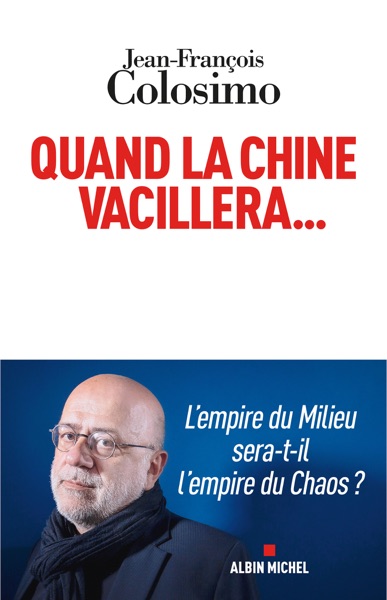 Jean-François
Colosimo
QUAND LA CHINE
VACILLERA...
L'empire du Milieu
sera-t-il
l'empire du Chaos ?
ALBIN MICHEL